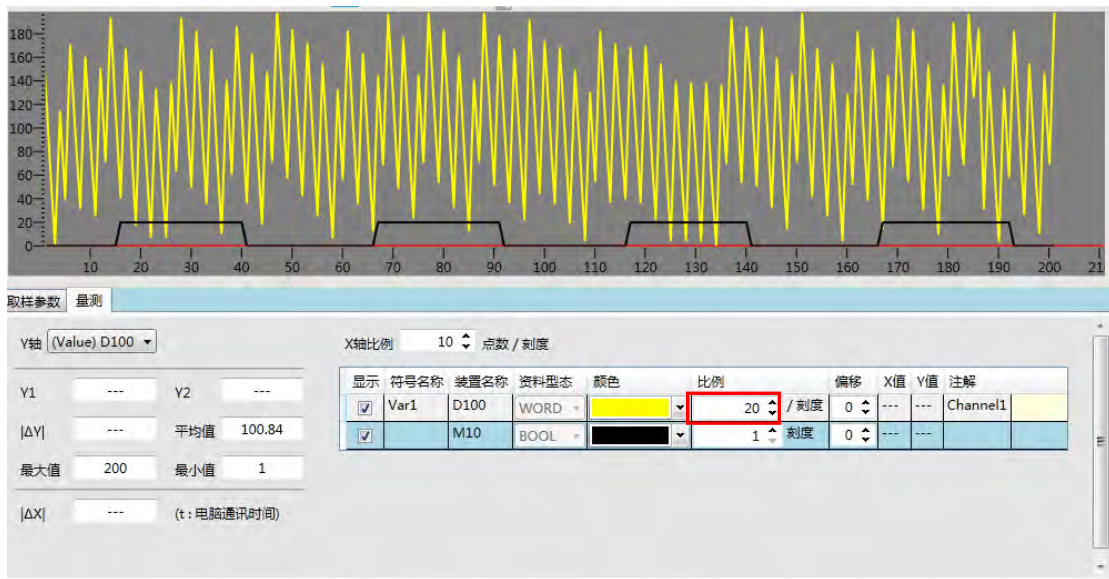 180
160
140
120
100
80
60
40
20
0
10 20 30 40 50 60 70 80 90 100 110 120 130 140 150 160 170 180 190 200 21
取样参数 量测
Y轴 (Value) D100 X轴比例 10 点数 / 刻度
显示 符号名称 装置名称 资料型态 颜色 比例 偏移 X值 Y值 注解
Y1 --- Y2 --- Var1 D100 WORD 20 / 刻度 0 --- --- Channel1
|ΔY| --- 平均值 100.84 M10 BOOL 1 刻度 0 --- ---
最大值 200 最小值 1
|ΔX| --- (t : 电脑通讯时间)